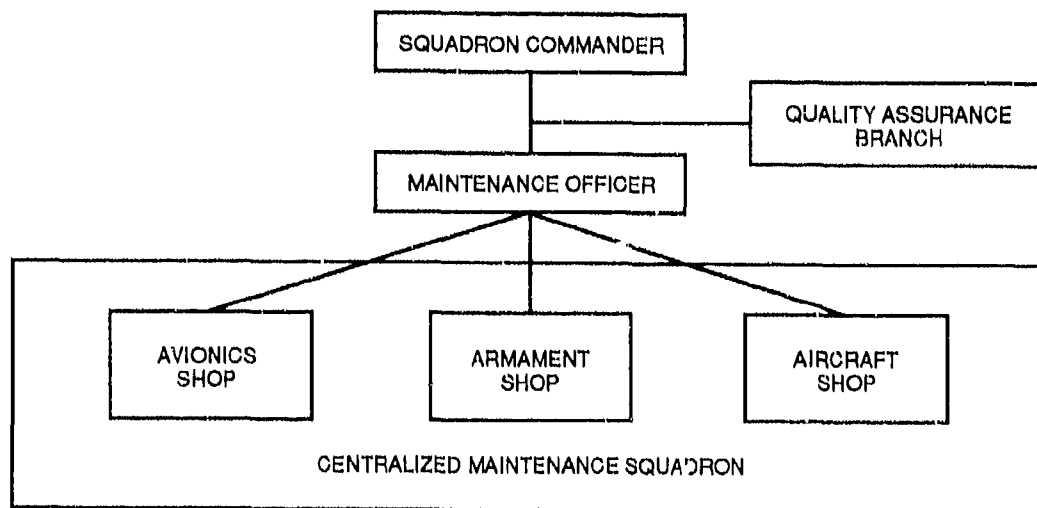 SQUADRON COMMANDER
QUALITY ASSURANCE
BRANCH
MAINTENANCE OFFICER
AVIONICS
SHOP
ARMAMENT
SHOP
AIRCRAFT
SHOP
CENTRALIZED MAINTENANCE SQUADRON